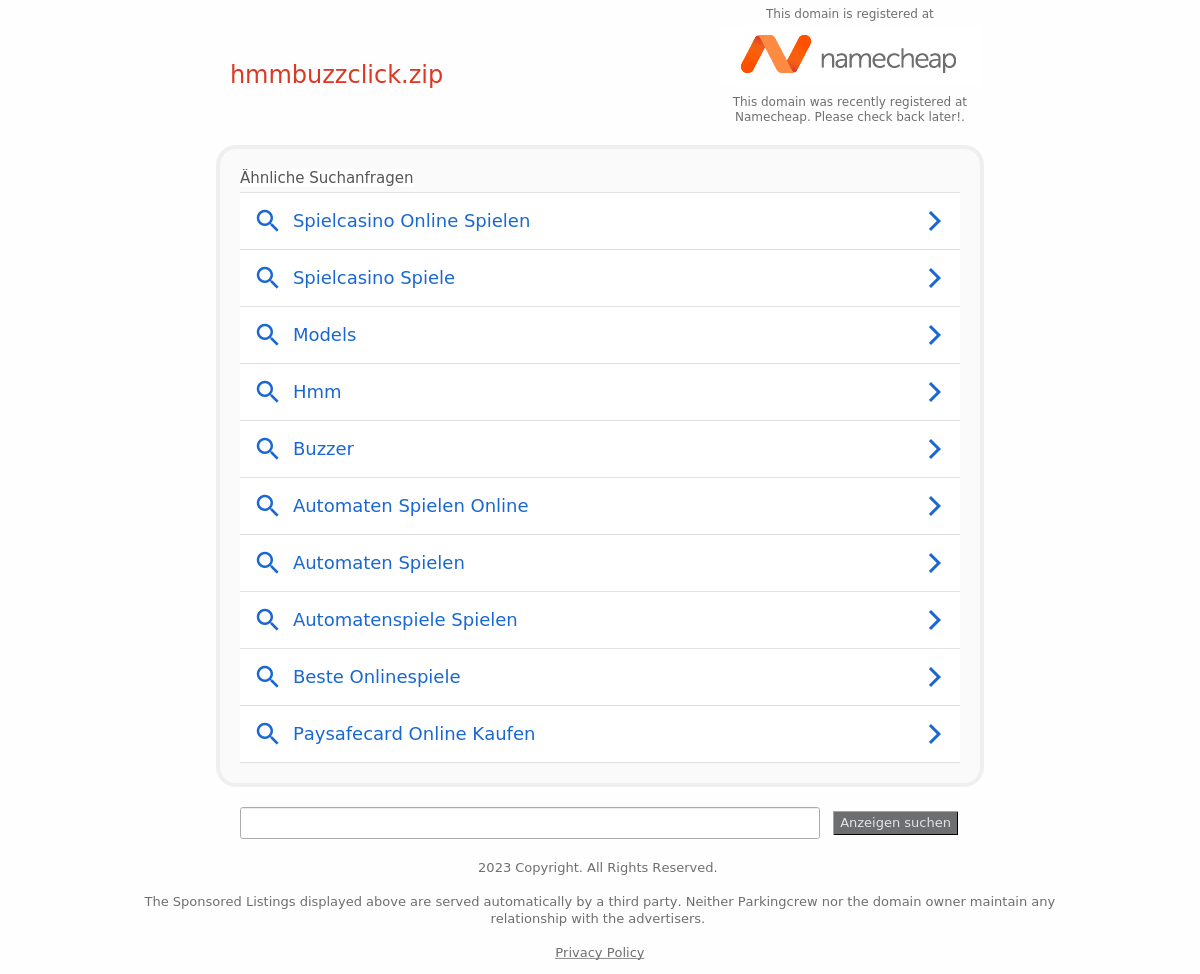 This domain is registered at
namecheap
hmmbuzzclick.zip
This domain was recently registered at
Namecheap. Please check back later!.
Ähnliche Suchanfragen
Spielcasino Online Spielen
Spielcasino Spiele
Models
Hmm
Buzzer
Automaten Spielen Online
Automaten Spielen
Automatenspiele Spielen
Beste Onlinespiele
Paysafecard Online Kaufen
Anzeigen suchen
2023 Copyright. All Rights Reserved.
The Sponsored Listings displayed above are served automatically by a third party. Neither Parkingcrew nor the domain owner maintain any
relationship with the advertisers.
Privacy Policy